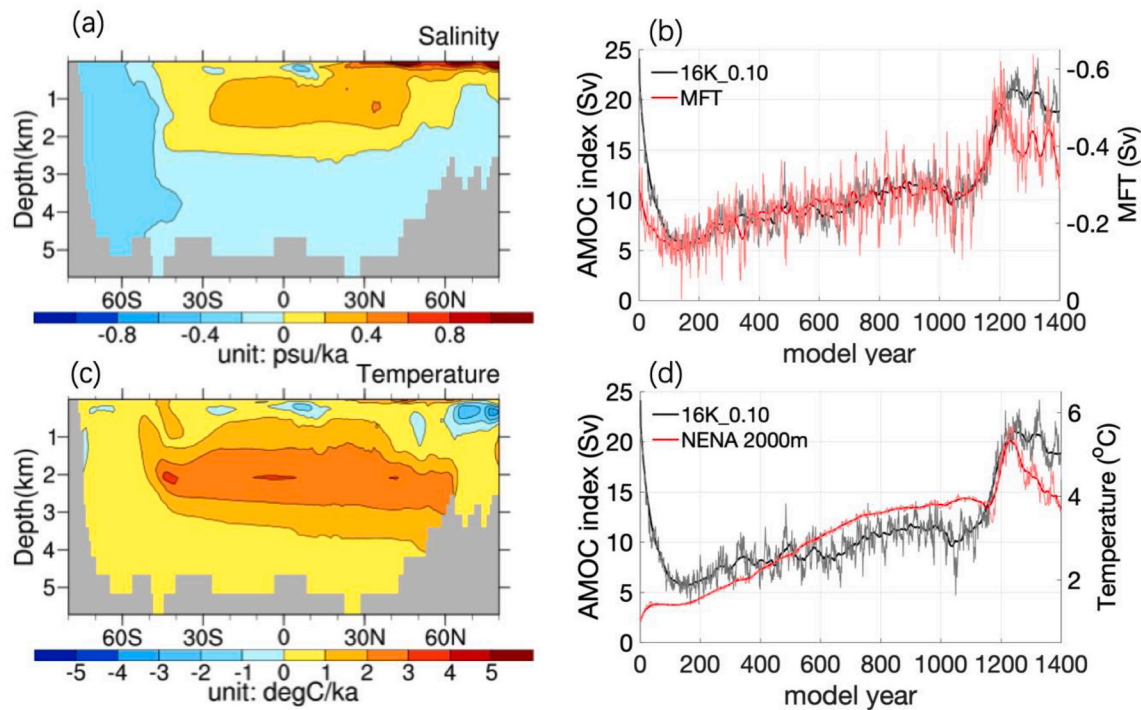 (a)
Salinity
Depth(km)
1
2
3
4
5
60S 30S 0 30N 60N
-0.8 -0.4 0 0.4 0.8
unit: psu/ka
(b)
25
20
15
10
5
0
AMOC index (Sv)
16K_0.10
MFT
-0.6
-0.4
-0.2
0
MFT (Sv)
0 200 400 600 800 1000 1200 1400
model year
(c)
Temperature
Depth(km)
1
2
3
4
5
60S 30S 0 30N 60N
-5 -4 -3 -2 -1 0 1 2 3 4 5
unit: degC/ka
(d)
25
20
15
10
5
0
AMOC index (Sv)
16K_0.10
NENA 2000m
6
4
2
Temperature (°C)
0 200 400 600 800 1000 1200 1400
model year